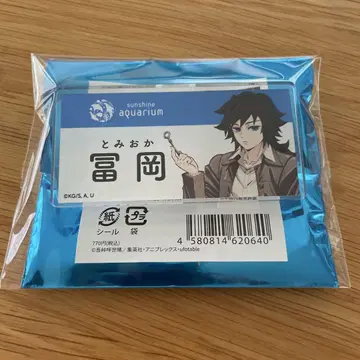 sunshine
aquarium
とみおか
冨岡
©KG/S, A, U
紙 プラ
シール 袋
770円(税込)
4 580814 620640
©吾峠呼世晴／集英社・アニプレックス・ufotable